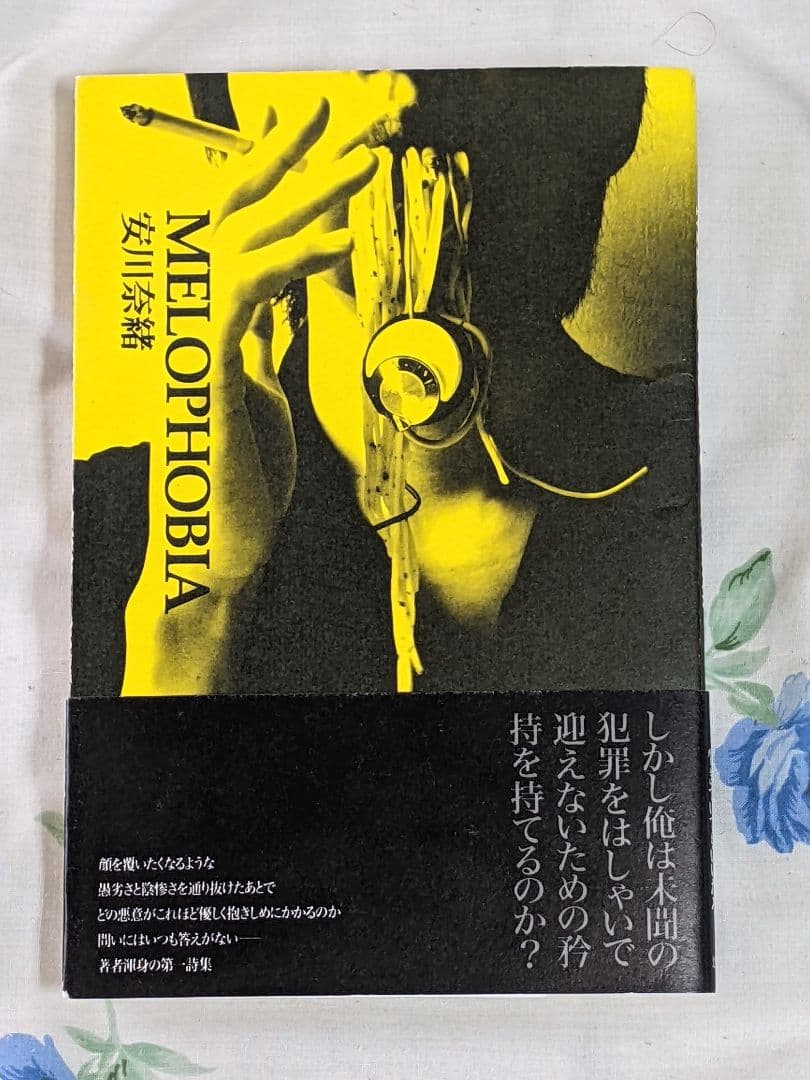 MELOPHOBIA
安川奈緒
しかし俺は未聞の
犯罪をはしゃいで
迎えないための矜
持を持てるのか?
顔を覆いたくなるような
愚劣さと陰惨さを通り抜けたあとで
どの悪意がこれほど優しく抱きしめにかかるのか
問いにはいつも答えがない——
著者渾身の第一詩集